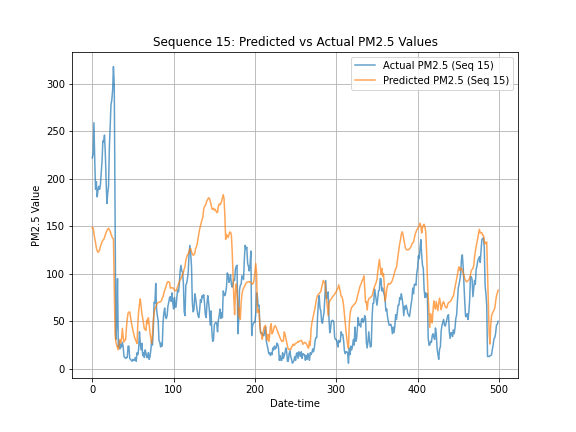 Sequence 15: Predicted vs Actual PM2.5 Values
Actual PM2.5 (Seq 15)
Predicted PM2.5 (Seq 15)
PM2.5 Value
300
250
200
150
100
50
0
0 100 200 300 400 500
Date-time